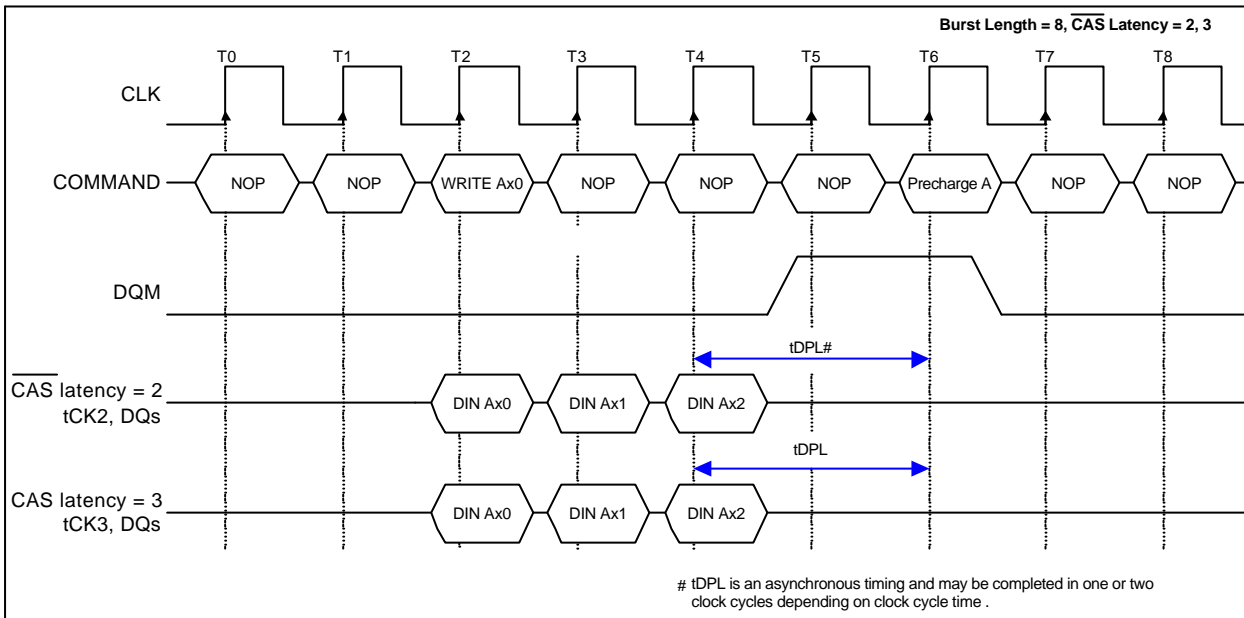 Burst Length = 8, CAS Latency = 2, 3
T0 T1 T2 T3 T4 T5 T6 T7 T8
CLK
COMMAND NOP NOP WRITE Ax0 NOP NOP NOP Precharge A NOP NOP
DQM
tDPL#
CAS latency = 2
tCK2, DQs
DIN Ax0 DIN Ax1 DIN Ax2
tDPL
CAS latency = 3
tCK3, DQs
DIN Ax0 DIN Ax1 DIN Ax2
# tDPL is an asynchronous timing and may be completed in one or two
clock cycles depending on clock cycle time .